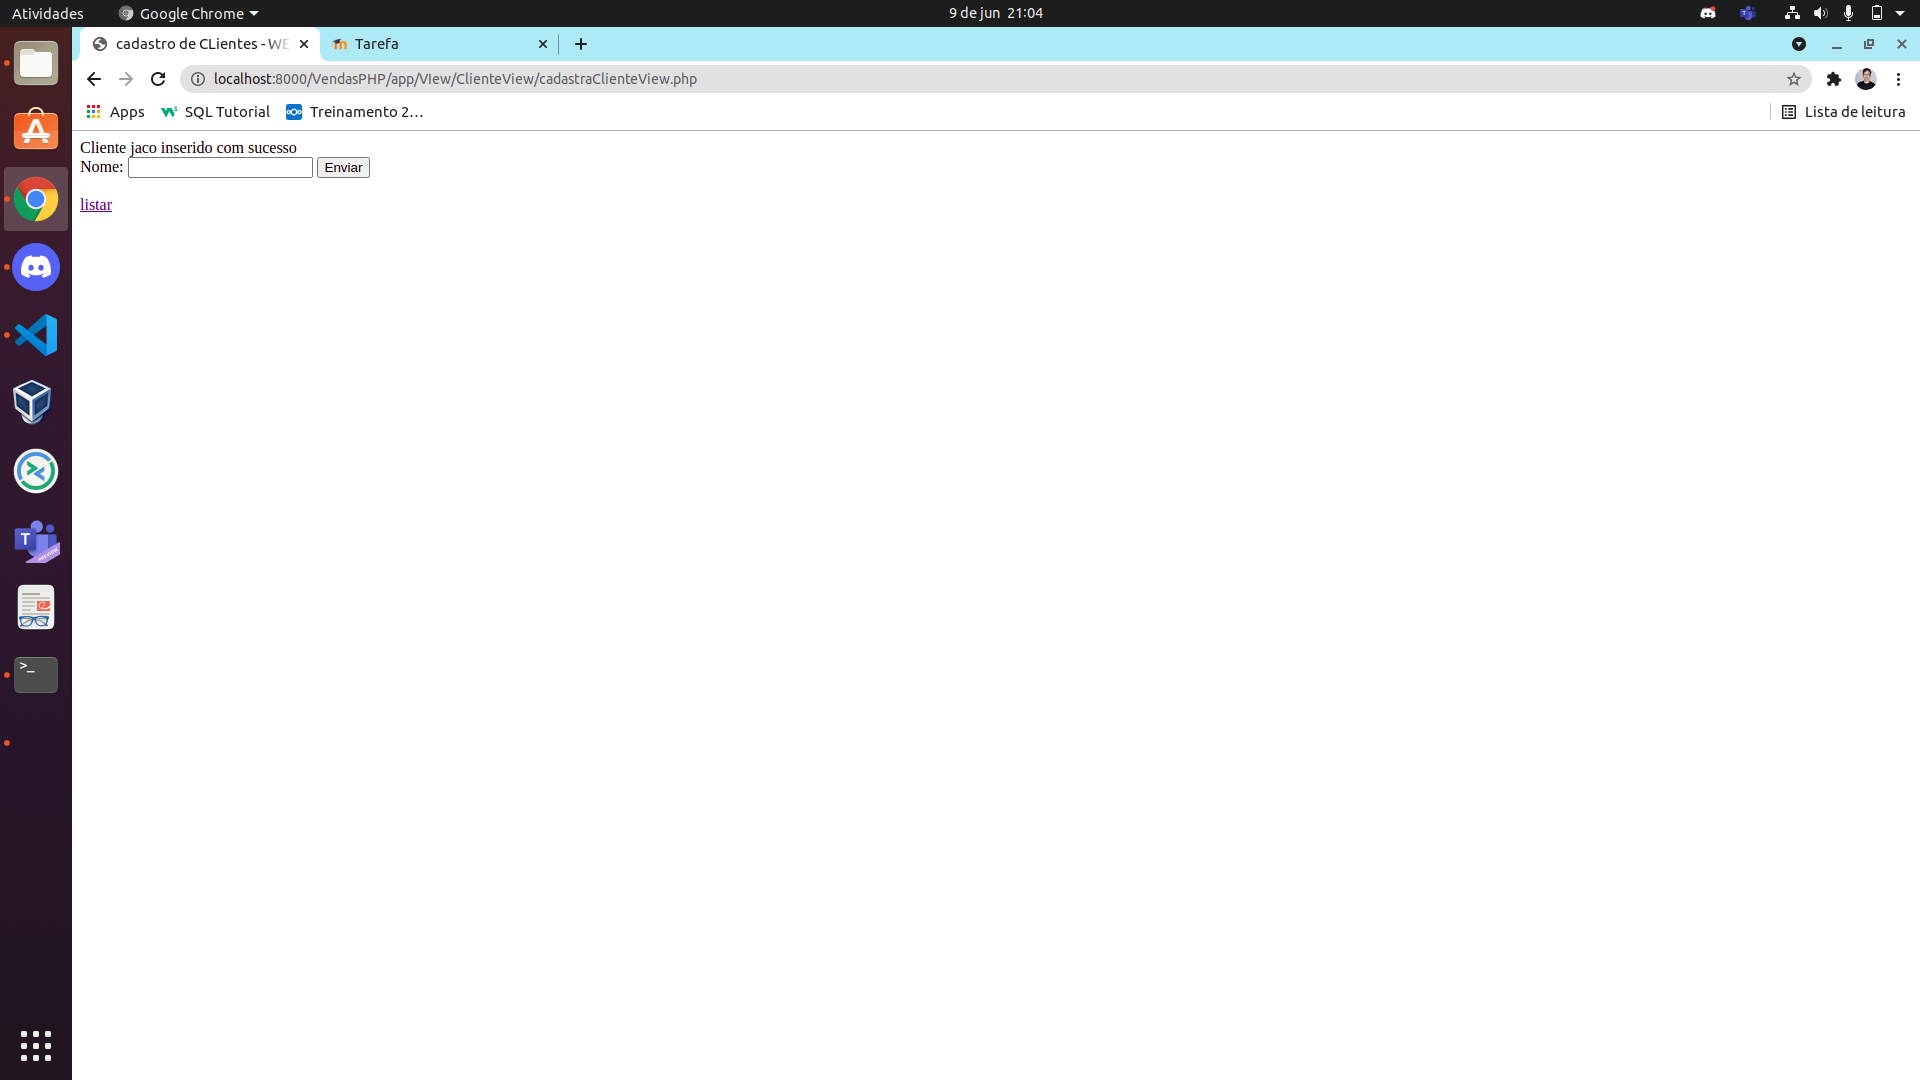 Atividades
Google Chrome
9 de jun 21:04
cadastro de CLientes - WE
Tarefa
localhost:8000/VendasPHP/app/VIew/ClienteView/cadastraClienteView.php
Apps
SQL Tutorial
Treinamento 2…
Lista de leitura
Cliente jaco inserido com sucesso
Nome:
Enviar
listar